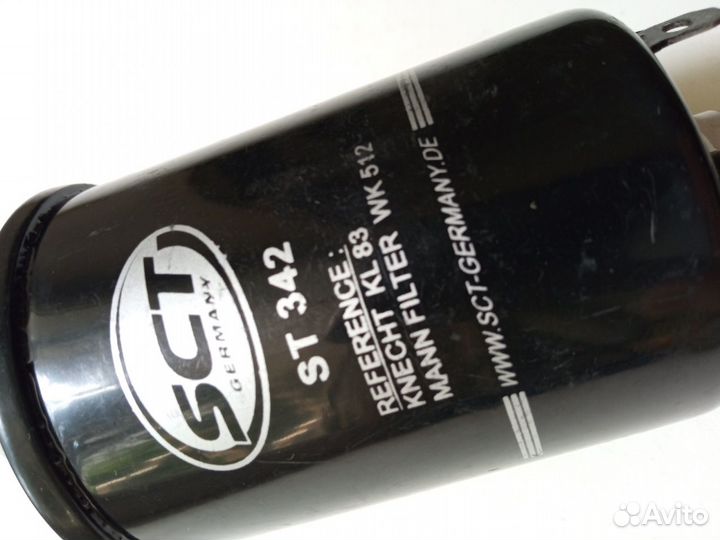 SCT
GERMANY
ST 342
REFERENCE:
KNECHT KL 83
MANN FILTER WK 512
WWW.SCT-GERMANY.DE
Avito